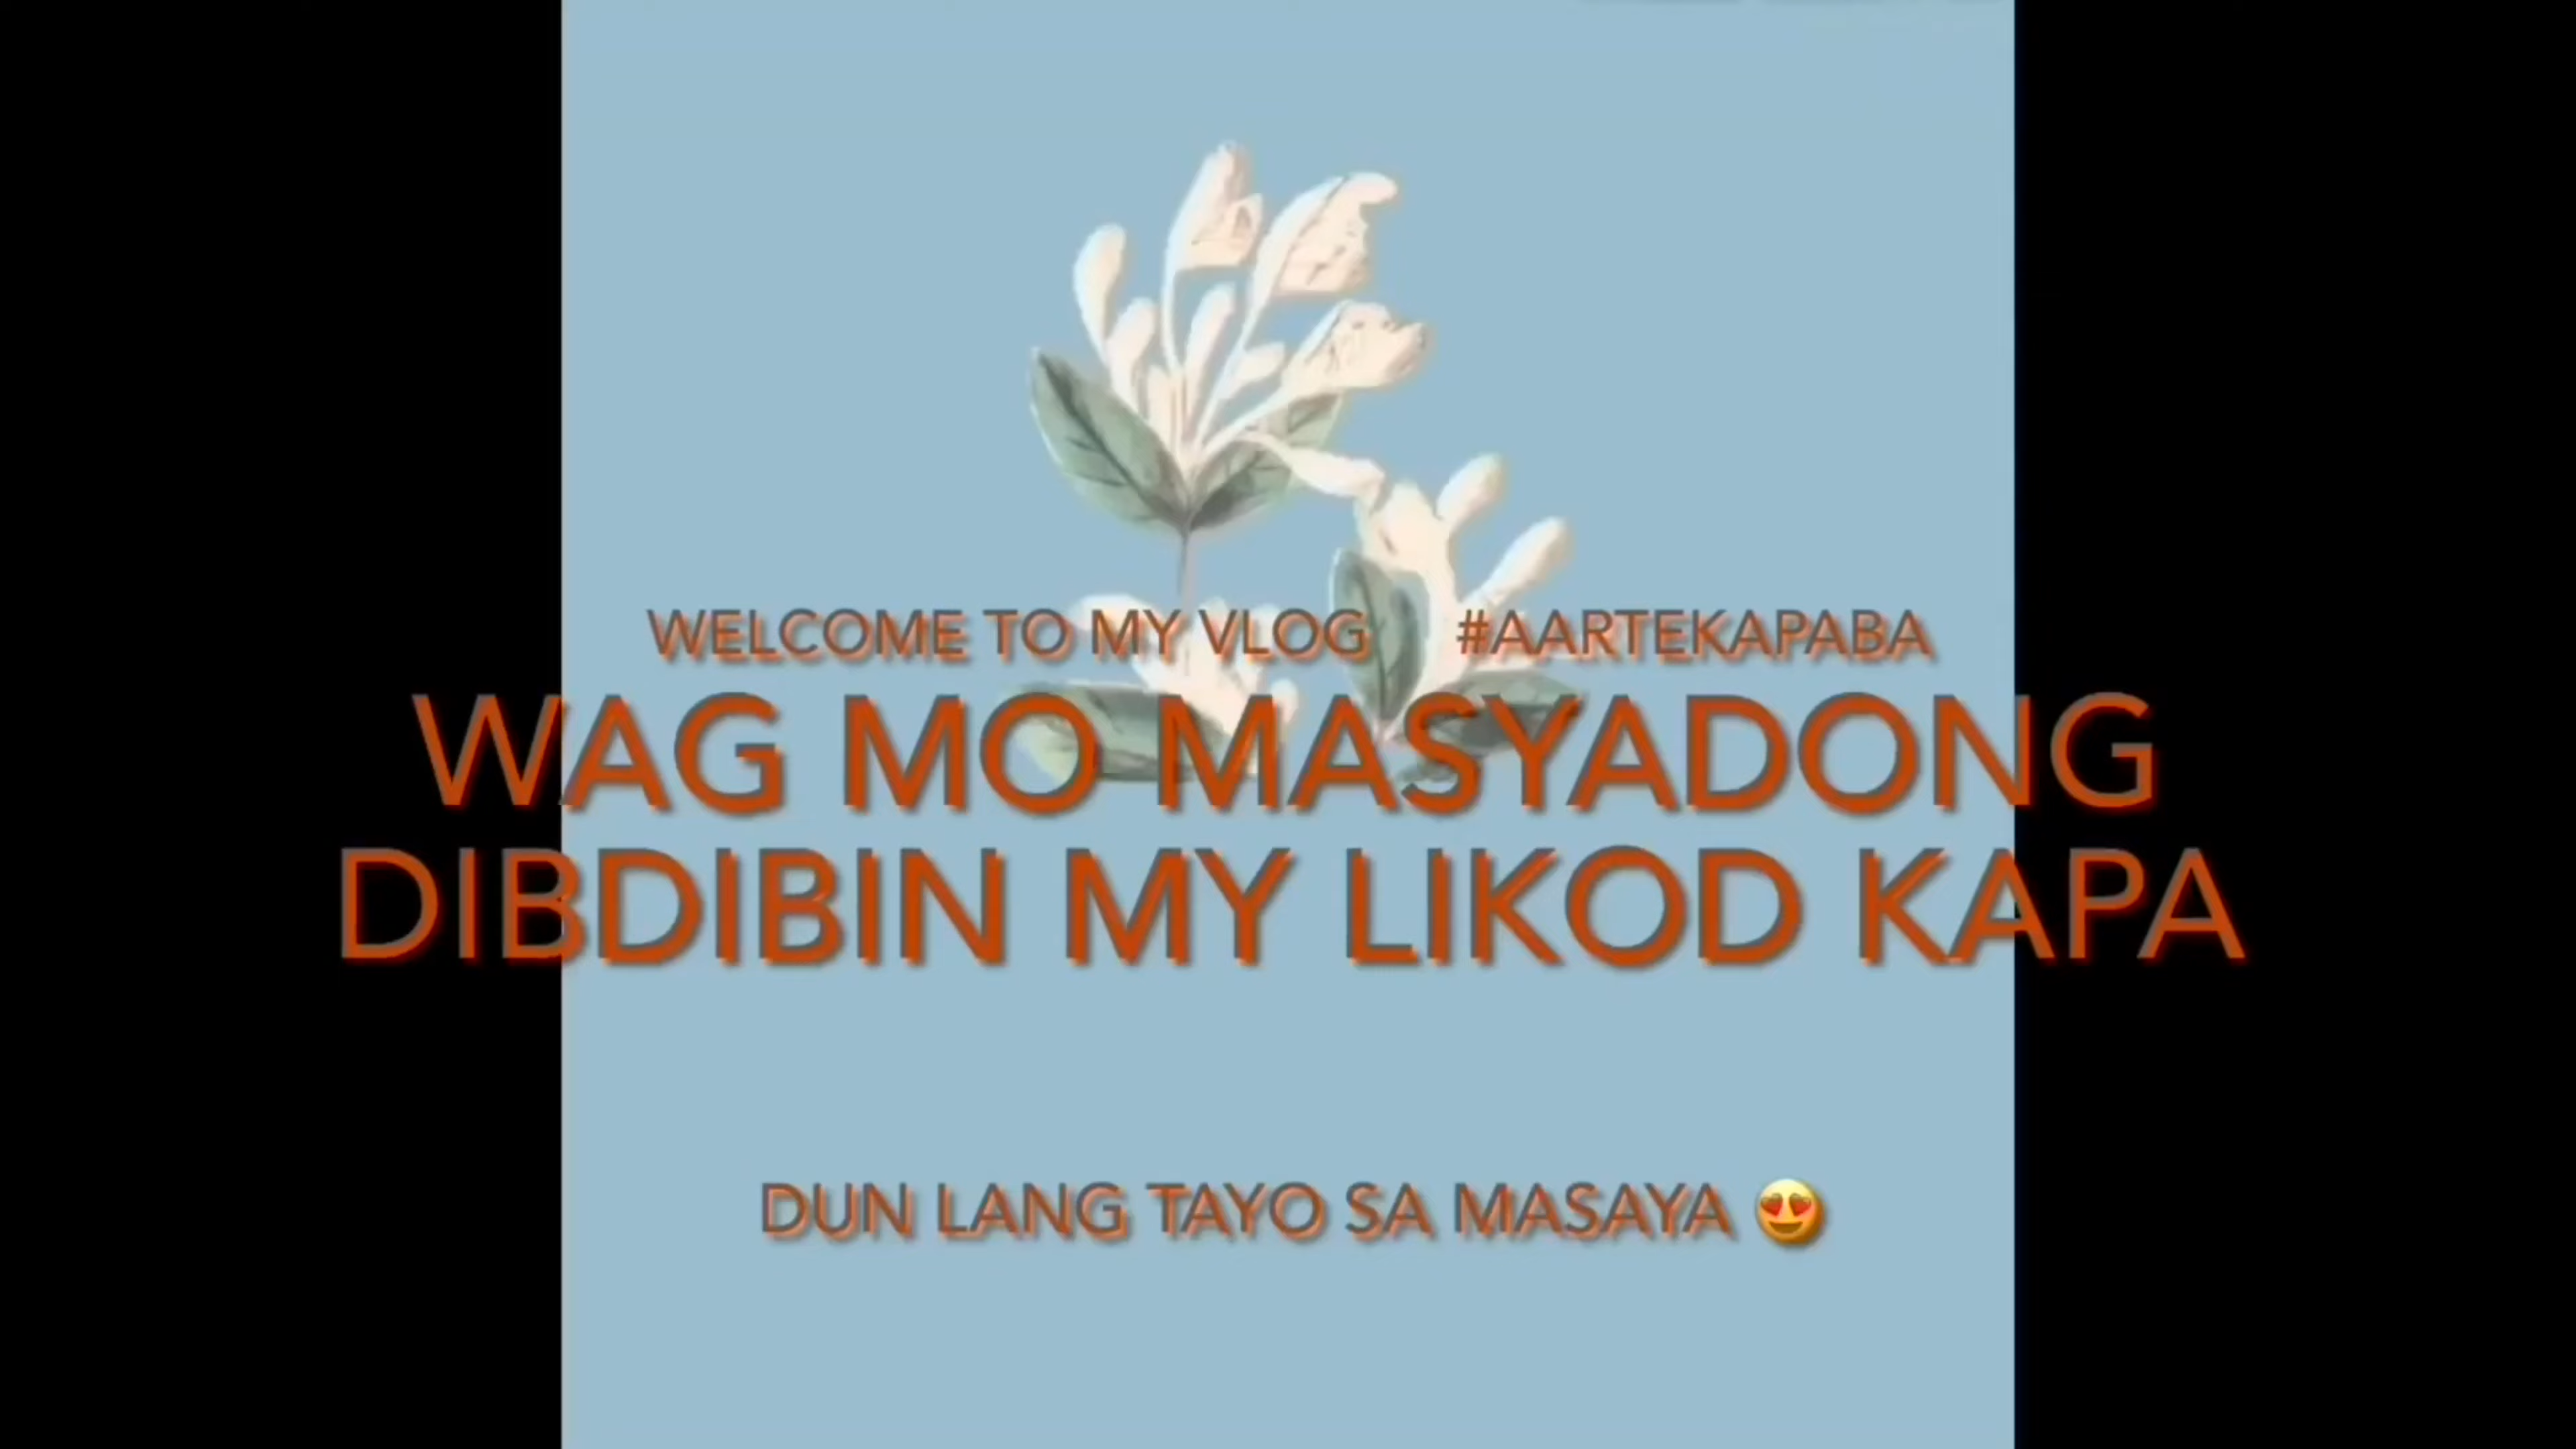 WELCOME TO MY VLOG #AARTEKAPABA
WAG MO MASYADONG
DIBDIBIN MY LIKOD KAPA
DUN LANG TAYO SA MASAYA 😍